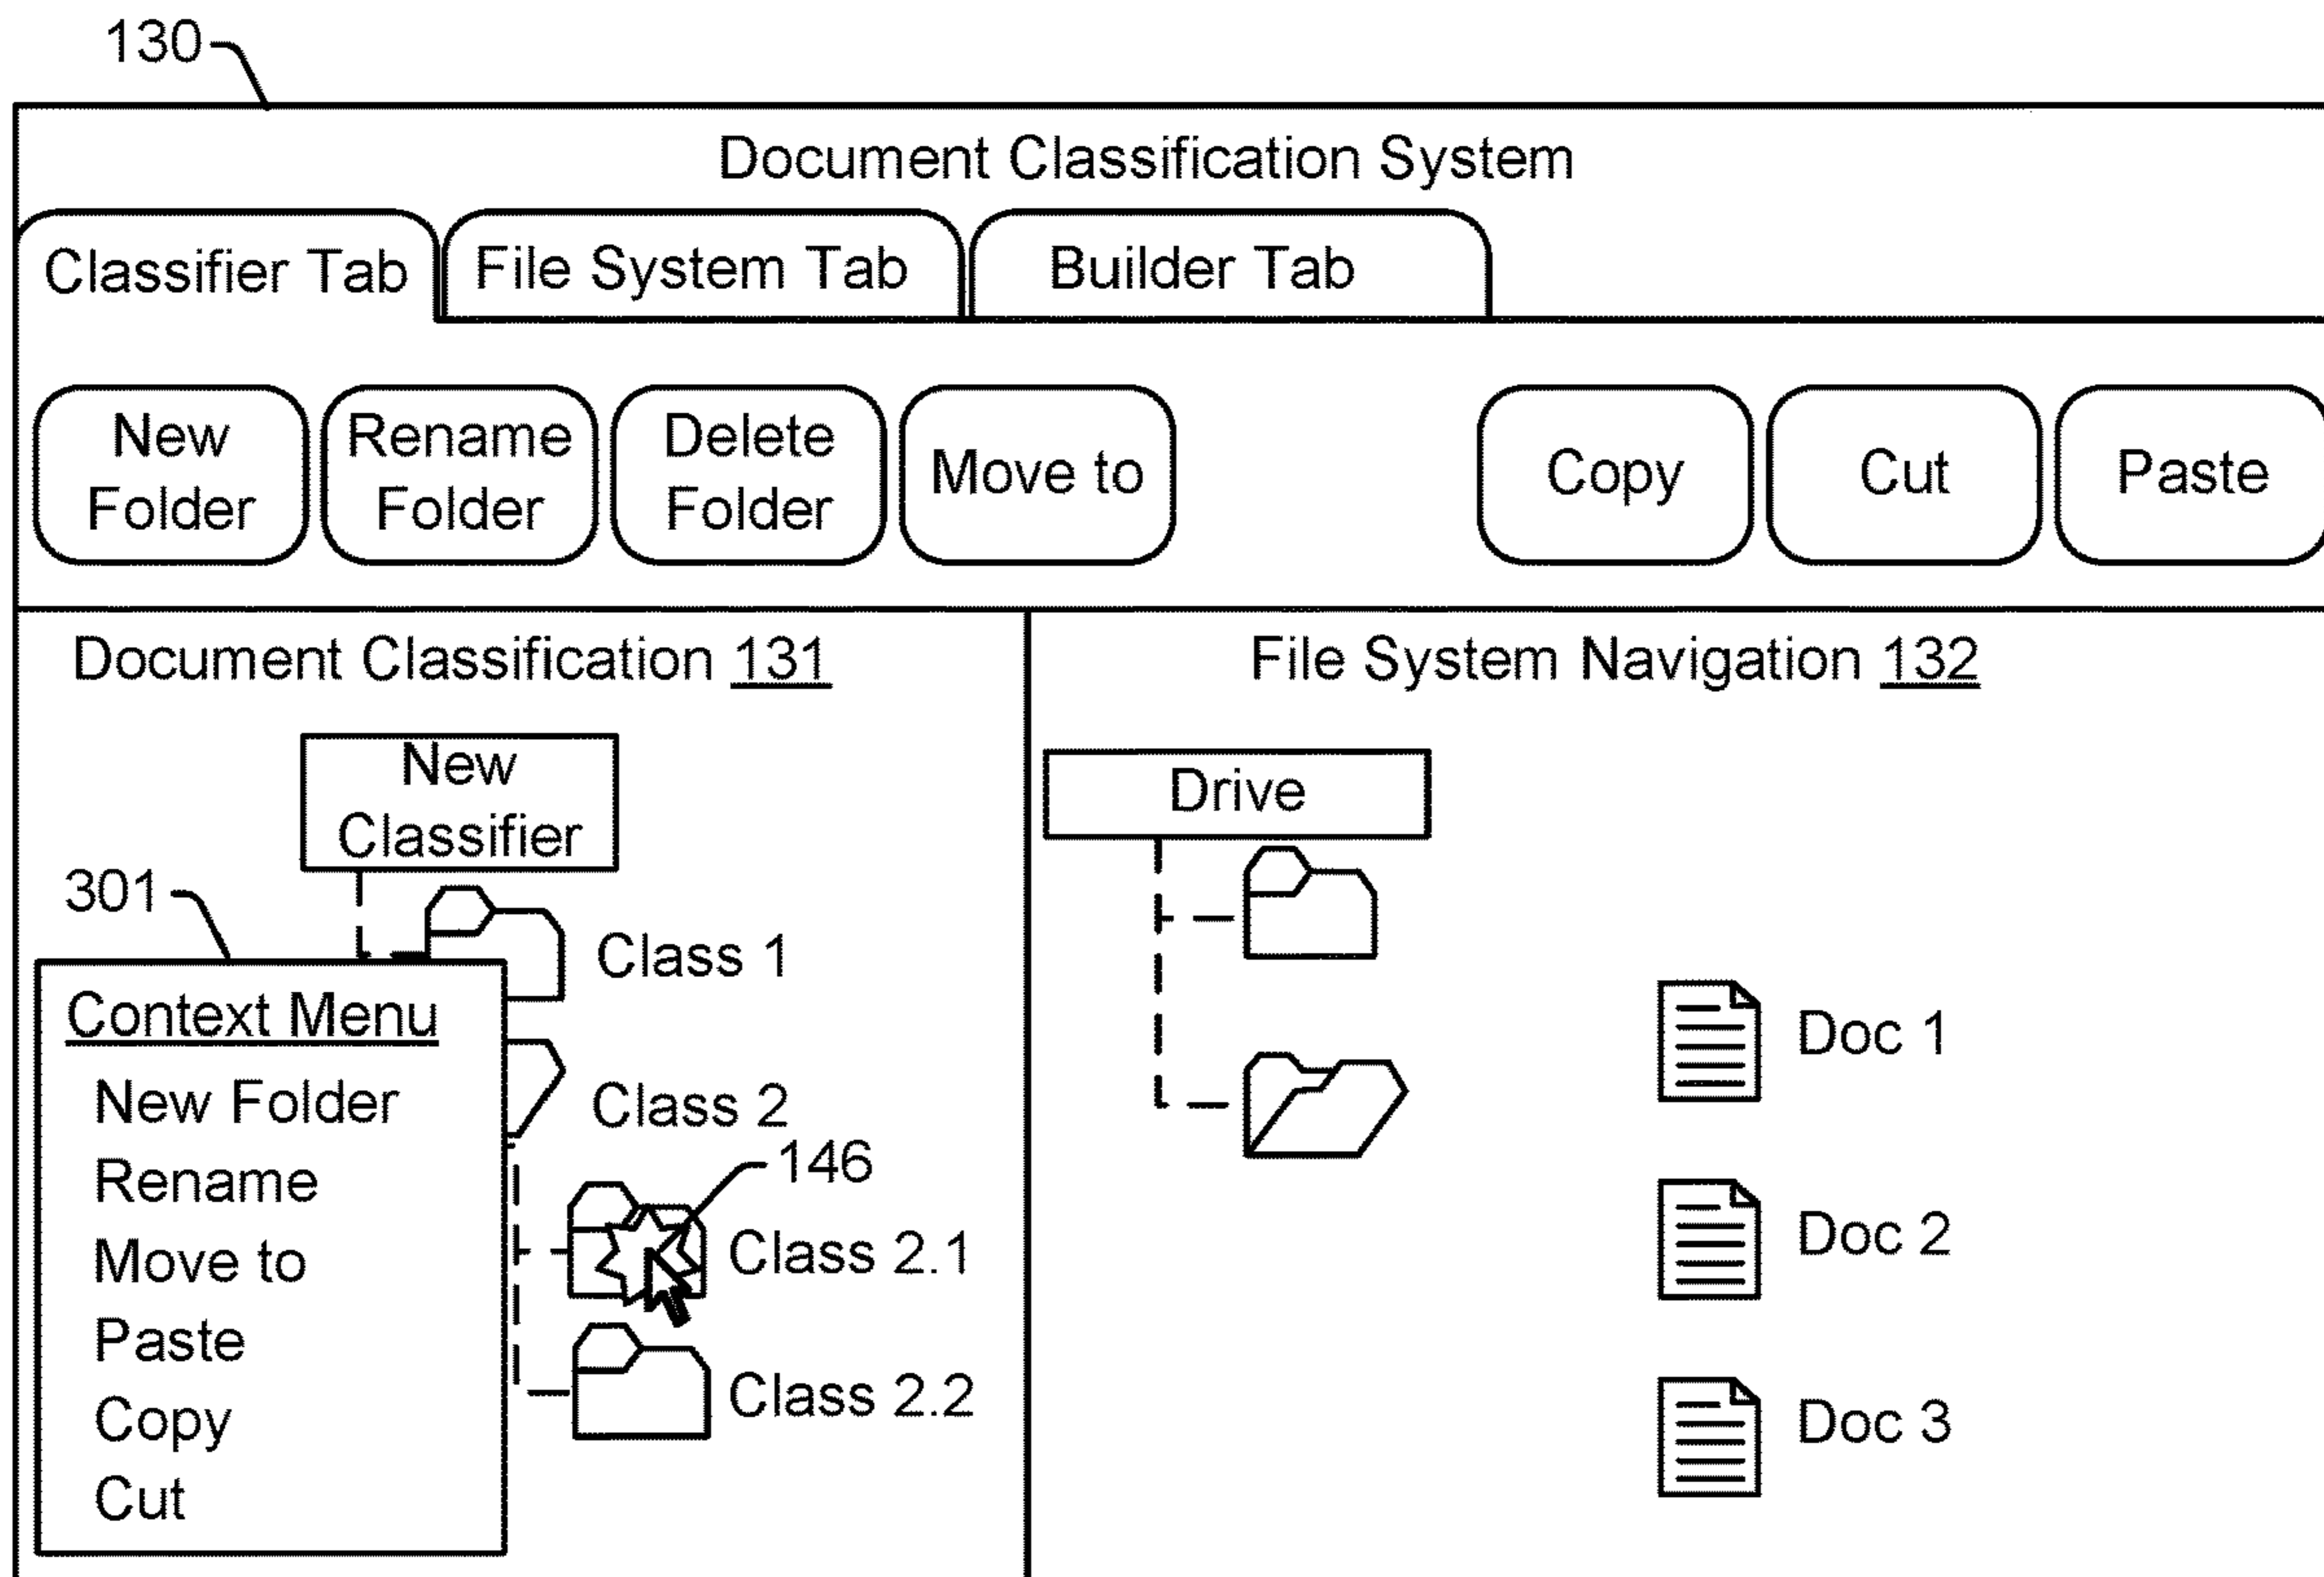 130
Document Classification System
Classifier Tab
File System Tab
Builder Tab
New
Folder
Rename
Folder
Delete
Folder
Move to
Copy
Cut
Paste
Document Classification 131
New
Classifier
301
Class 1
Context Menu
New Folder
Rename
Move to
Paste
Copy
Cut
Class 2
146
Class 2.1
Class 2.2
File System Navigation 132
Drive
Doc 1
Doc 2
Doc 3